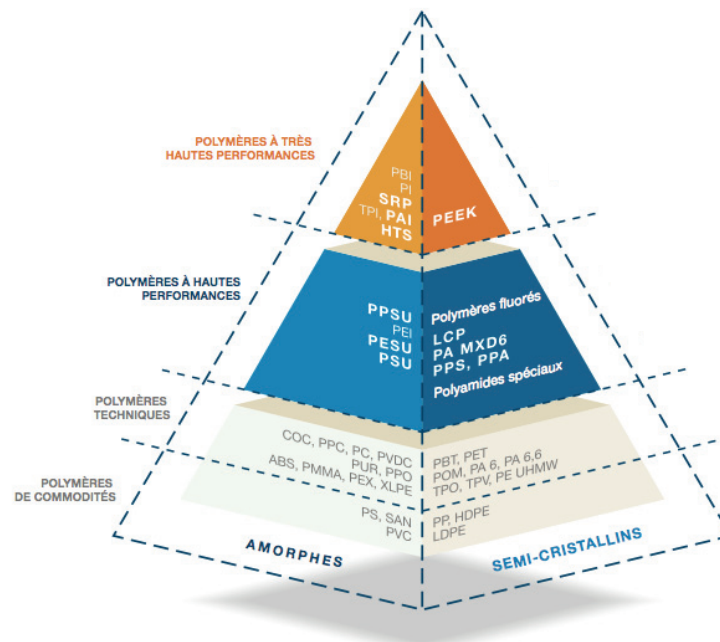 POLYMÈRES À TRÈS
HAUTES PERFORMANCES
PBI
PI
SRP
TPI, PAI
HTS
PEEK
POLYMÈRES À HAUTES
PERFORMANCES
PPSU
PEI
PESU
PSU
Polymères fluorés
LCP
PA MXD6
PPS, PPA
Polyamides spéciaux
POLYMÈRES
TECHNIQUES
COC, PPC, PC, PVDC
PUR, PPO
ABS, PMMA, PEX, XLPE
PBT, PET
POM, PA 6, PA 6,6
TPO, TPV, PE UHMW
POLYMÈRES
DE COMMODITÉS
PS, SAN
PVC
PP, HDPE
LDPE
AMORPHES
SEMI-CRISTALLINS